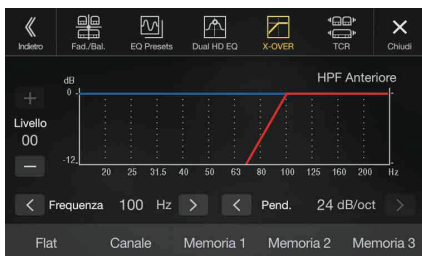 Indietro
Fad./Bal.
EQ Presets
Dual HD EQ
X-OVER
TCR
Chiudi
HPF Anteriore
dB
0
Livello
00
-12
20 25 31.5 40 50 63 80 100 125 160 200 Hz
Frequenza 100 Hz
Pend. 24 dB/oct
Flat
Canale
Memoria 1
Memoria 2
Memoria 3